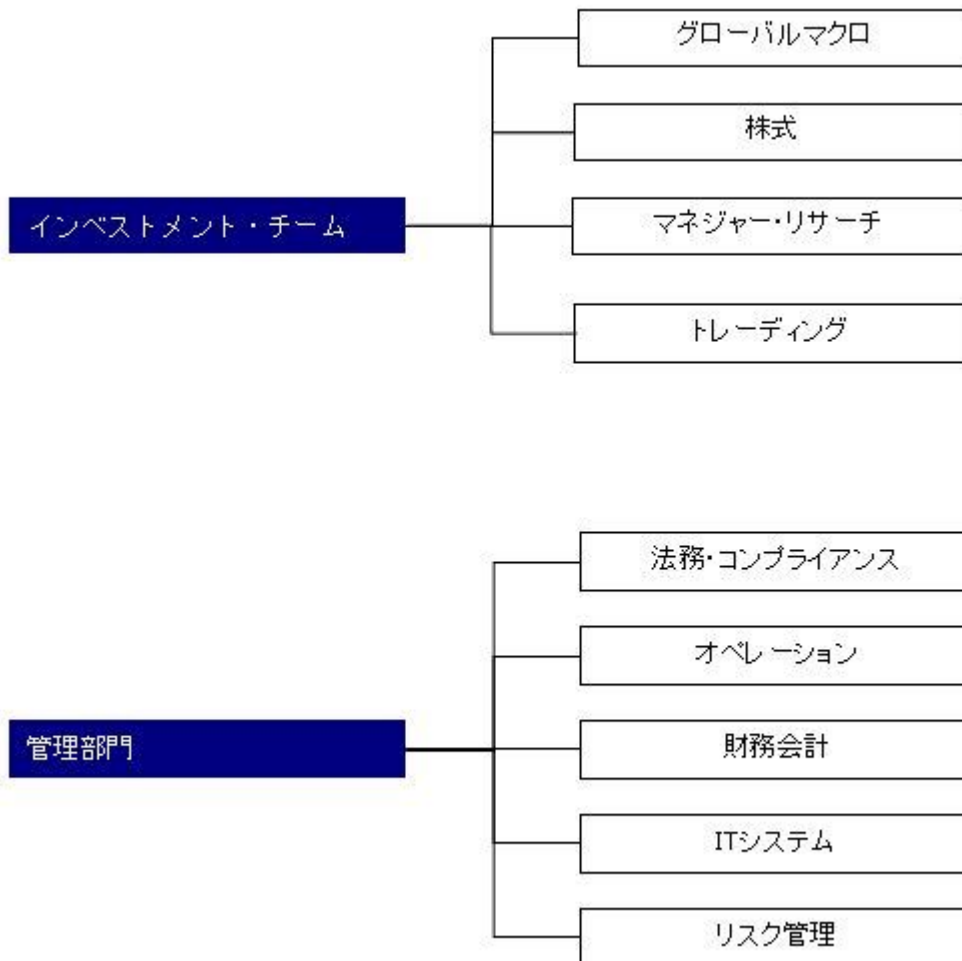 グローバルマクロ
株式
インベストメント・チーム
マネジャー・リサーチ
トレーディング
法務・コンプライアンス
オペレーション
管理部門
財務会計
ITシステム
リスク管理